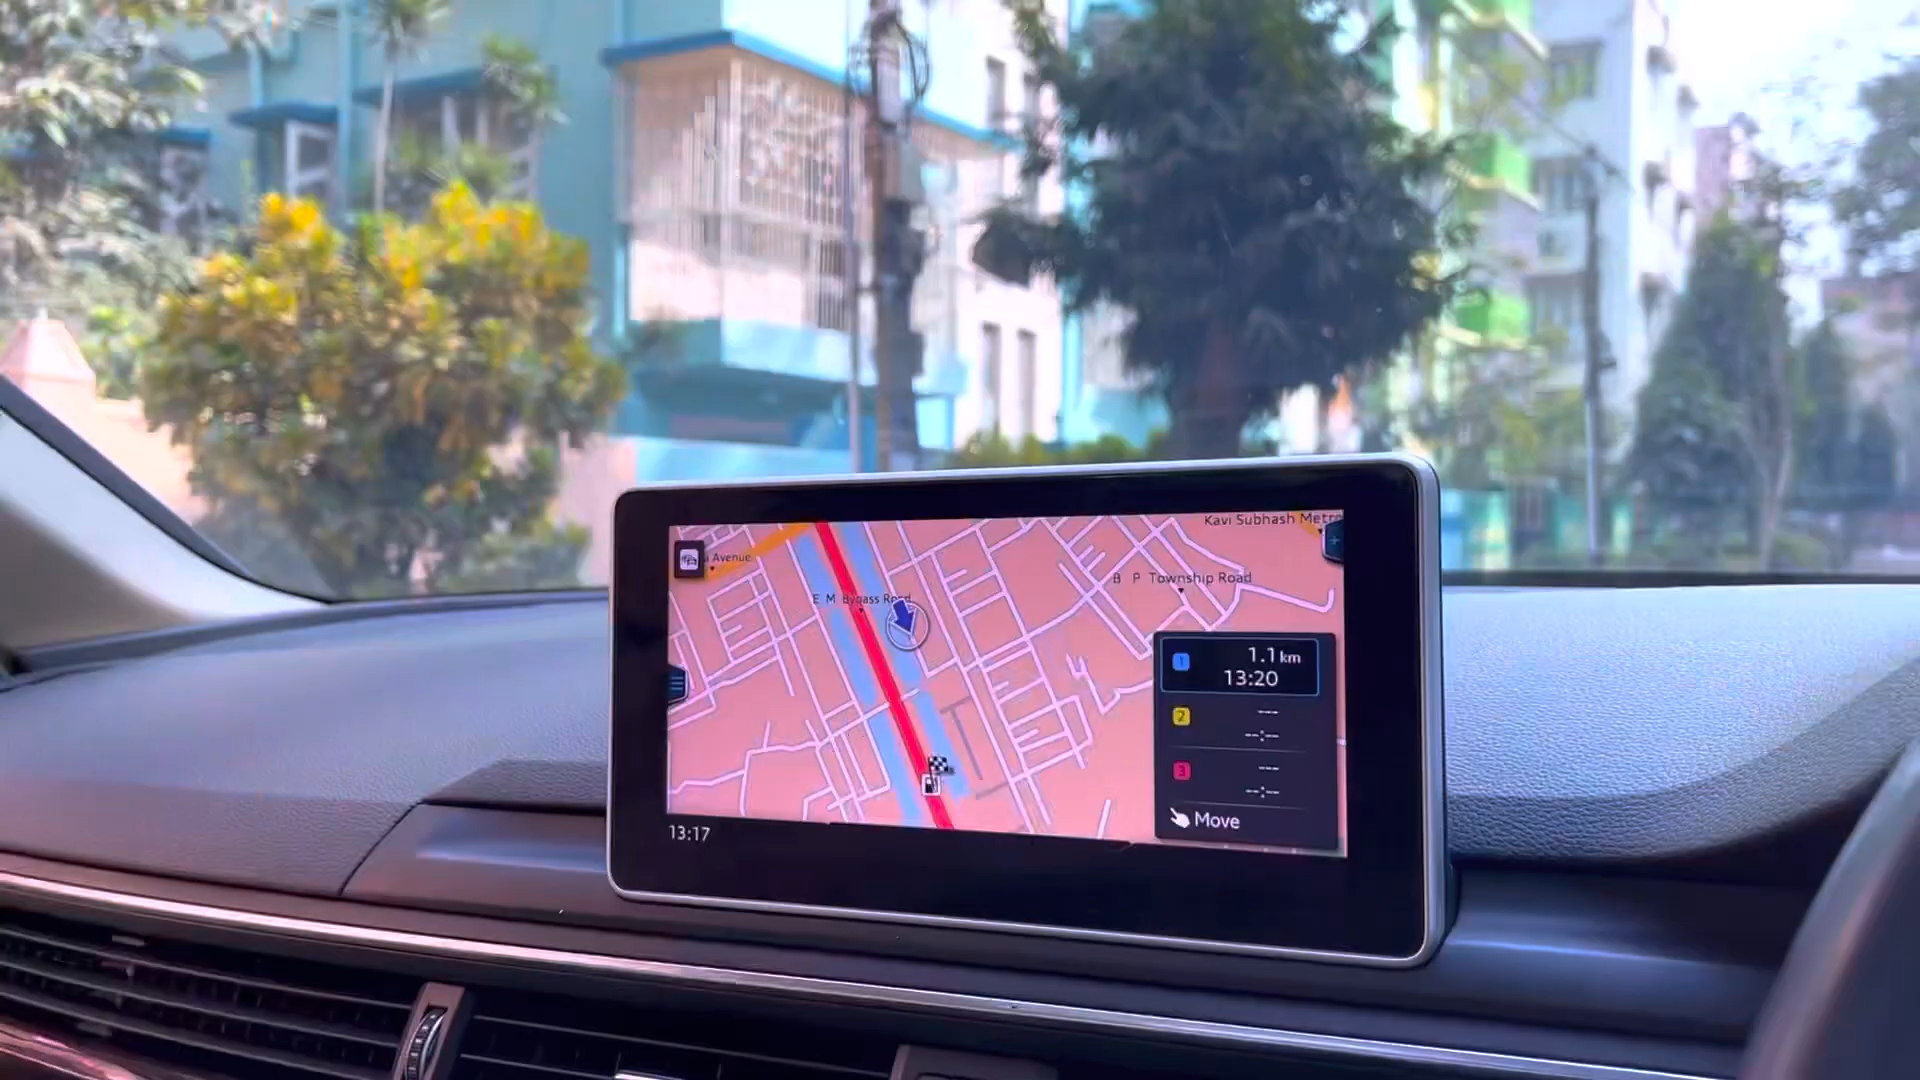 Kavi Subhash Metro
Avenue
B P Township Road
E M Bypass Road
1
1.1 km
13:20
2
---
--:--
3
---
--:--
Move
13:17